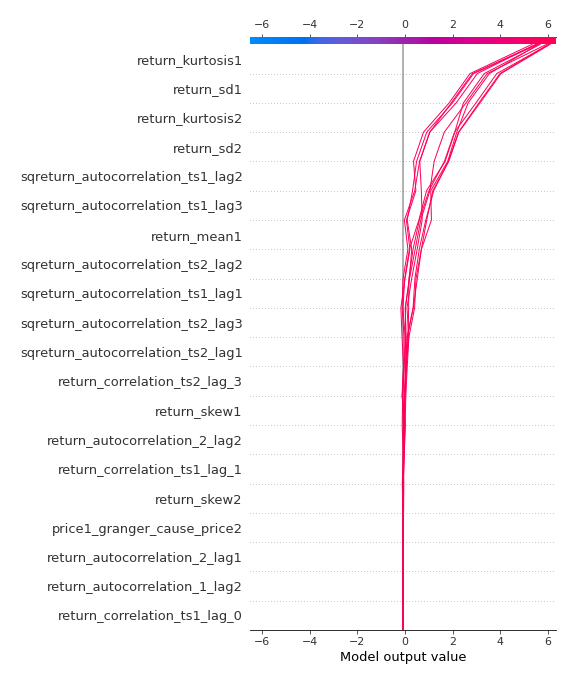 −6 −4 −2 0 2 4 6
return_kurtosis1
return_sd1
return_kurtosis2
return_sd2
sqreturn_autocorrelation_ts1_lag2
sqreturn_autocorrelation_ts1_lag3
return_mean1
sqreturn_autocorrelation_ts2_lag2
sqreturn_autocorrelation_ts1_lag1
sqreturn_autocorrelation_ts2_lag3
sqreturn_autocorrelation_ts2_lag1
return_correlation_ts2_lag_3
return_skew1
return_autocorrelation_2_lag2
return_correlation_ts1_lag_1
return_skew2
price1_granger_cause_price2
return_autocorrelation_2_lag1
return_autocorrelation_1_lag2
return_correlation_ts1_lag_0
−6 −4 −2 0 2 4 6
Model output value